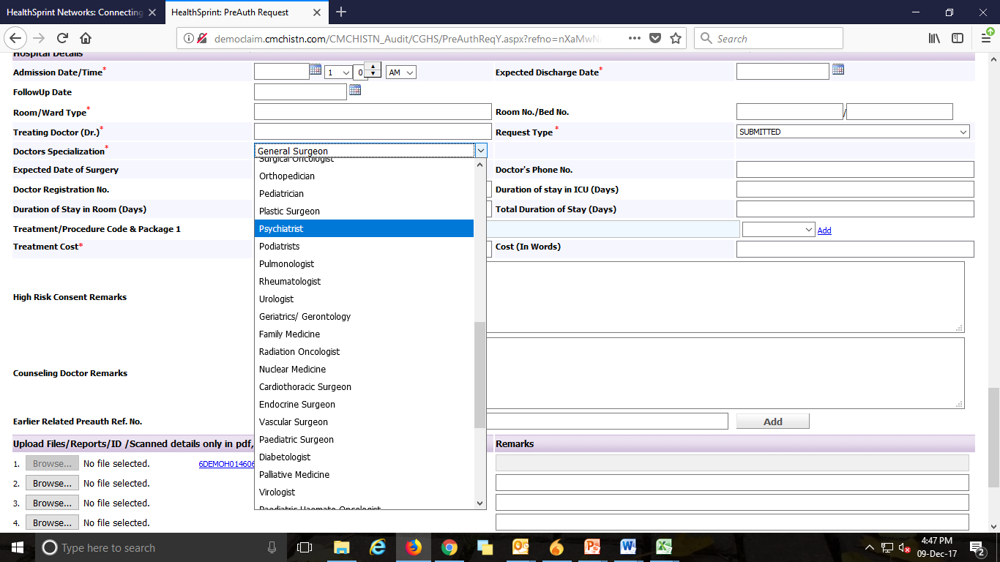 HealthSprint Networks: Connecting
HealthSprint: PreAuth Request
democlaim.cmchistn.com/CMCHISTN_Audit/CGHS/PreAuthReqY.aspx?refno=nXaMwN
Search
Hospital Details
Admission Date/Time* 1 0 AM Expected Discharge Date*
FollowUp Date
Room/Ward Type* Room No./Bed No. /
Treating Doctor (Dr.)* Request Type * SUBMITTED
Doctors Specialization* General Surgeon
Surgical Oncologist
Expected Date of Surgery Doctor's Phone No.
Orthopedician
Doctor Registration No. Duration of stay in ICU (Days)
Pediatrician
Duration of Stay in Room (Days) Total Duration of Stay (Days)
Plastic Surgeon
Treatment/Procedure Code & Package 1 Psychiatrist Add
Treatment Cost* Podiatrists Cost (In Words)
Pulmonologist
Rheumatologist
High Risk Consent Remarks Urologist
Geriatrics/ Gerontology
Family Medicine
Radiation Oncologist
Counseling Doctor Remarks Nuclear Medicine
Cardiothoracic Surgeon
Endocrine Surgeon
Earlier Related Preauth Ref. No. Vascular Surgeon Add
Upload Files/Reports/ID /Scanned details only in pdf, Paediatric Surgeon Remarks
1. Browse... No file selected. 6DEMOH014606 Diabetologist
2. Browse... No file selected. Palliative Medicine
Virologist
3. Browse... No file selected. Paediatric Haemato Oncologist
4. Browse... No file selected.
Type here to search
4:47 PM
09-Dec-17
2